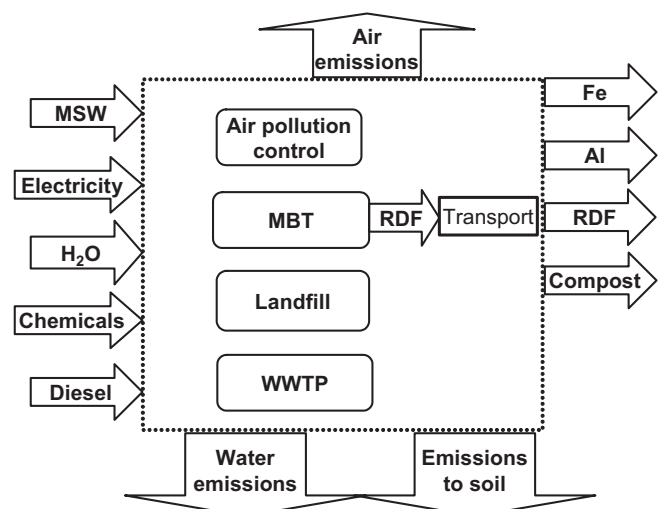 Air
emissions
MSW
Electricity
H₂O
Chemicals
Diesel
Air pollution
control
MBT
RDF
Transport
Landfill
WWTP
Fe
Al
RDF
Compost
Water
emissions
Emissions
to soil